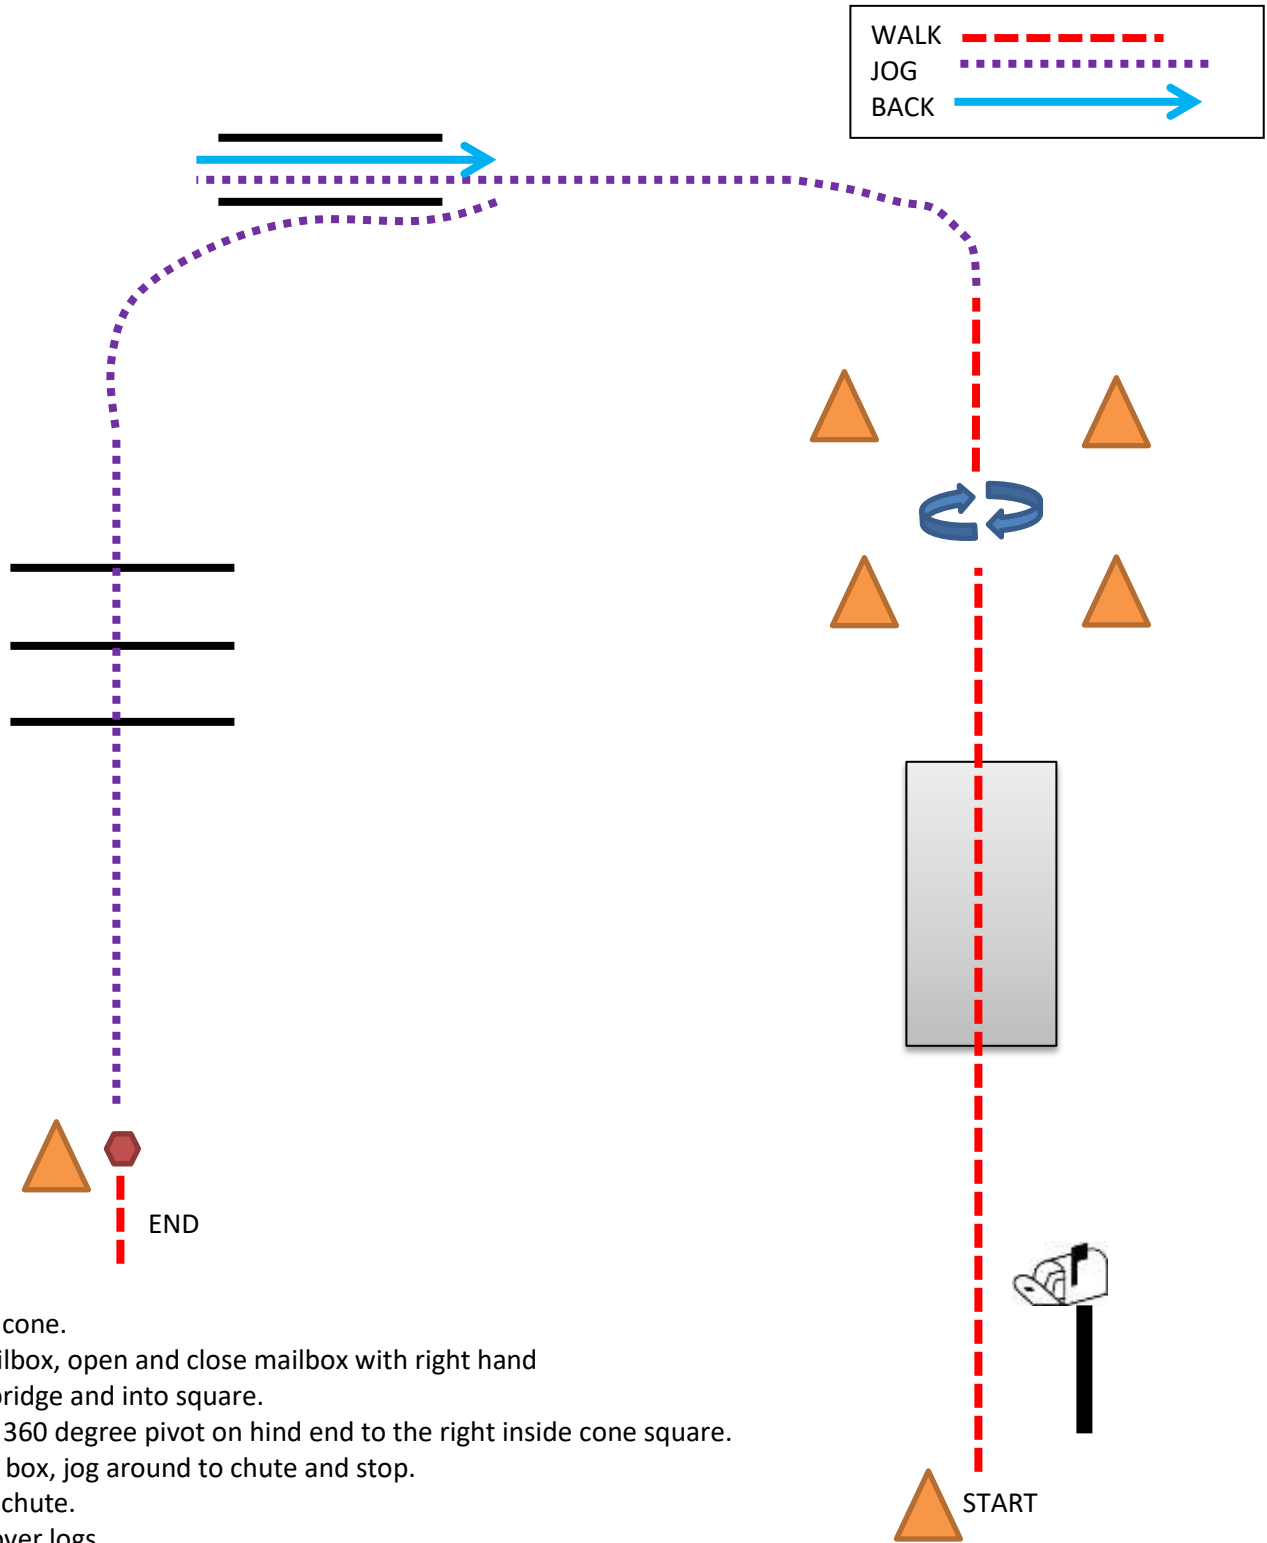 WALK
JOG
BACK
END
cone.
ilbox, open and close mailbox with right hand
bridge and into square.
360 degree pivot on hind end to the right inside cone square.
box, jog around to chute and stop.
START
chute.
over logs